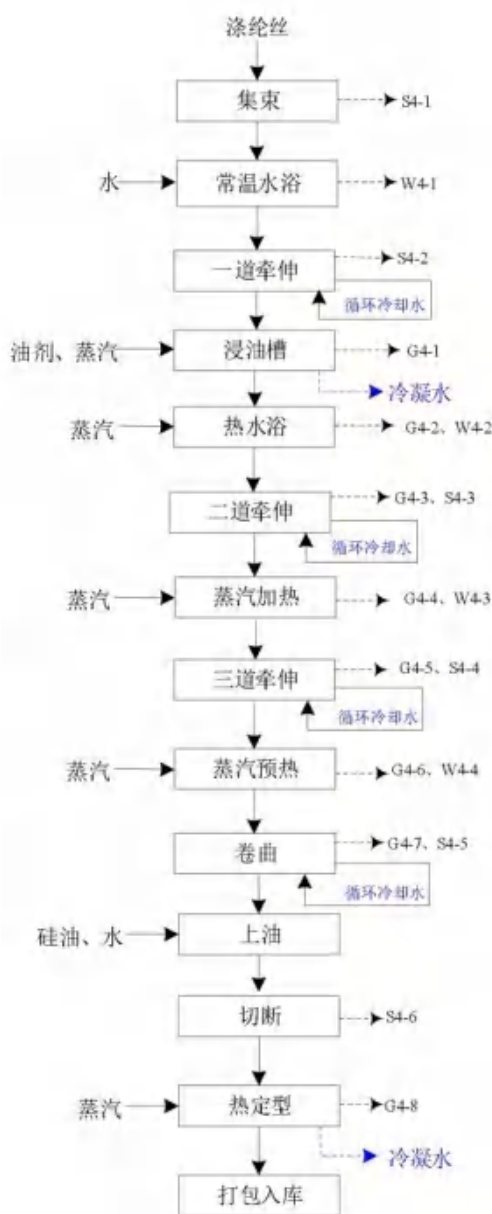 涤纶丝
集束
S4-1
水
常温水浴
W4-1
一道牵伸
S4-2
循环冷却水
油剂、蒸汽
浸油槽
G4-1
冷凝水
蒸汽
热水浴
G4-2、W4-2
二道牵伸
G4-3、S4-3
循环冷却水
蒸汽
蒸汽加热
G4-4、W4-3
三道牵伸
G4-5、S4-4
循环冷却水
蒸汽
蒸汽预热
G4-6、W4-4
卷曲
G4-7、S4-5
循环冷却水
硅油、水
上油
切断
S4-6
蒸汽
热定型
G4-8
冷凝水
打包入库